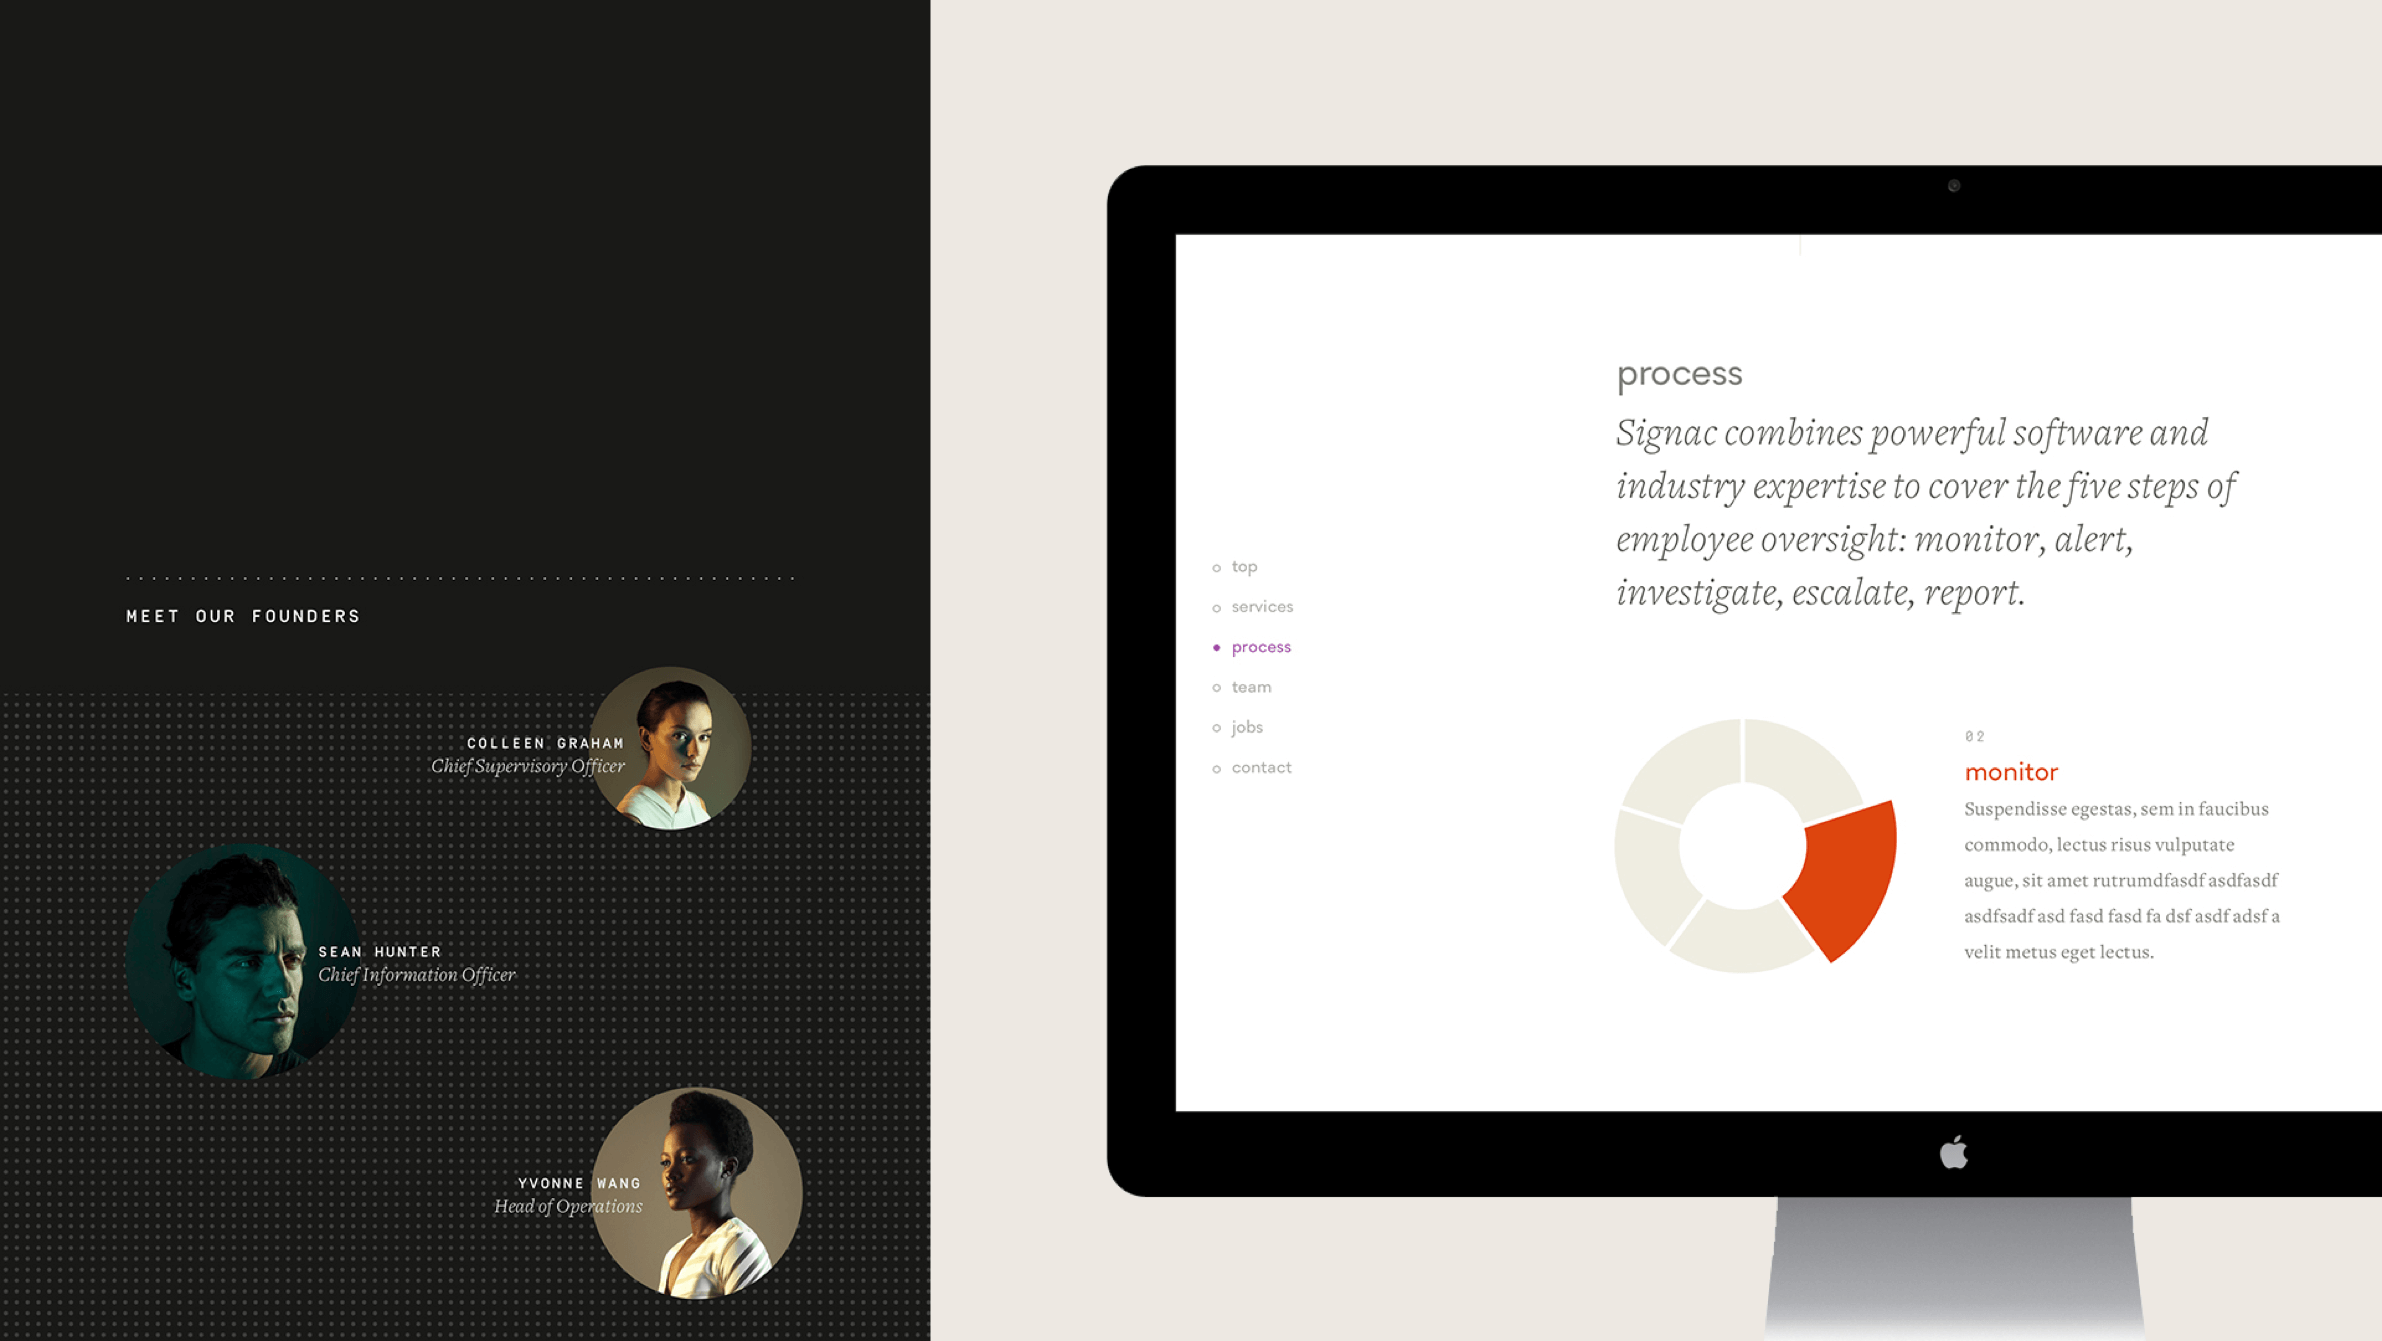 MEET OUR FOUNDERS
COLLEEN GRAHAM
Chief Supervisory Officer
SEAN HUNTER
Chief Information Officer
YVONNE WANG
Head of Operations
top
services
process
team
jobs
contact
process
Signac combines powerful software and
industry expertise to cover the five steps of
employee oversight: monitor, alert,
investigate, escalate, report.
02
monitor
Suspendisse egestas, sem in faucibus
commodo, lectus risus vulputate
augue, sit amet rutrumdfasdf asdfasdf
asdfsadf asd fasd fasd fa dsf asdf adsf a
velit metus eget lectus.